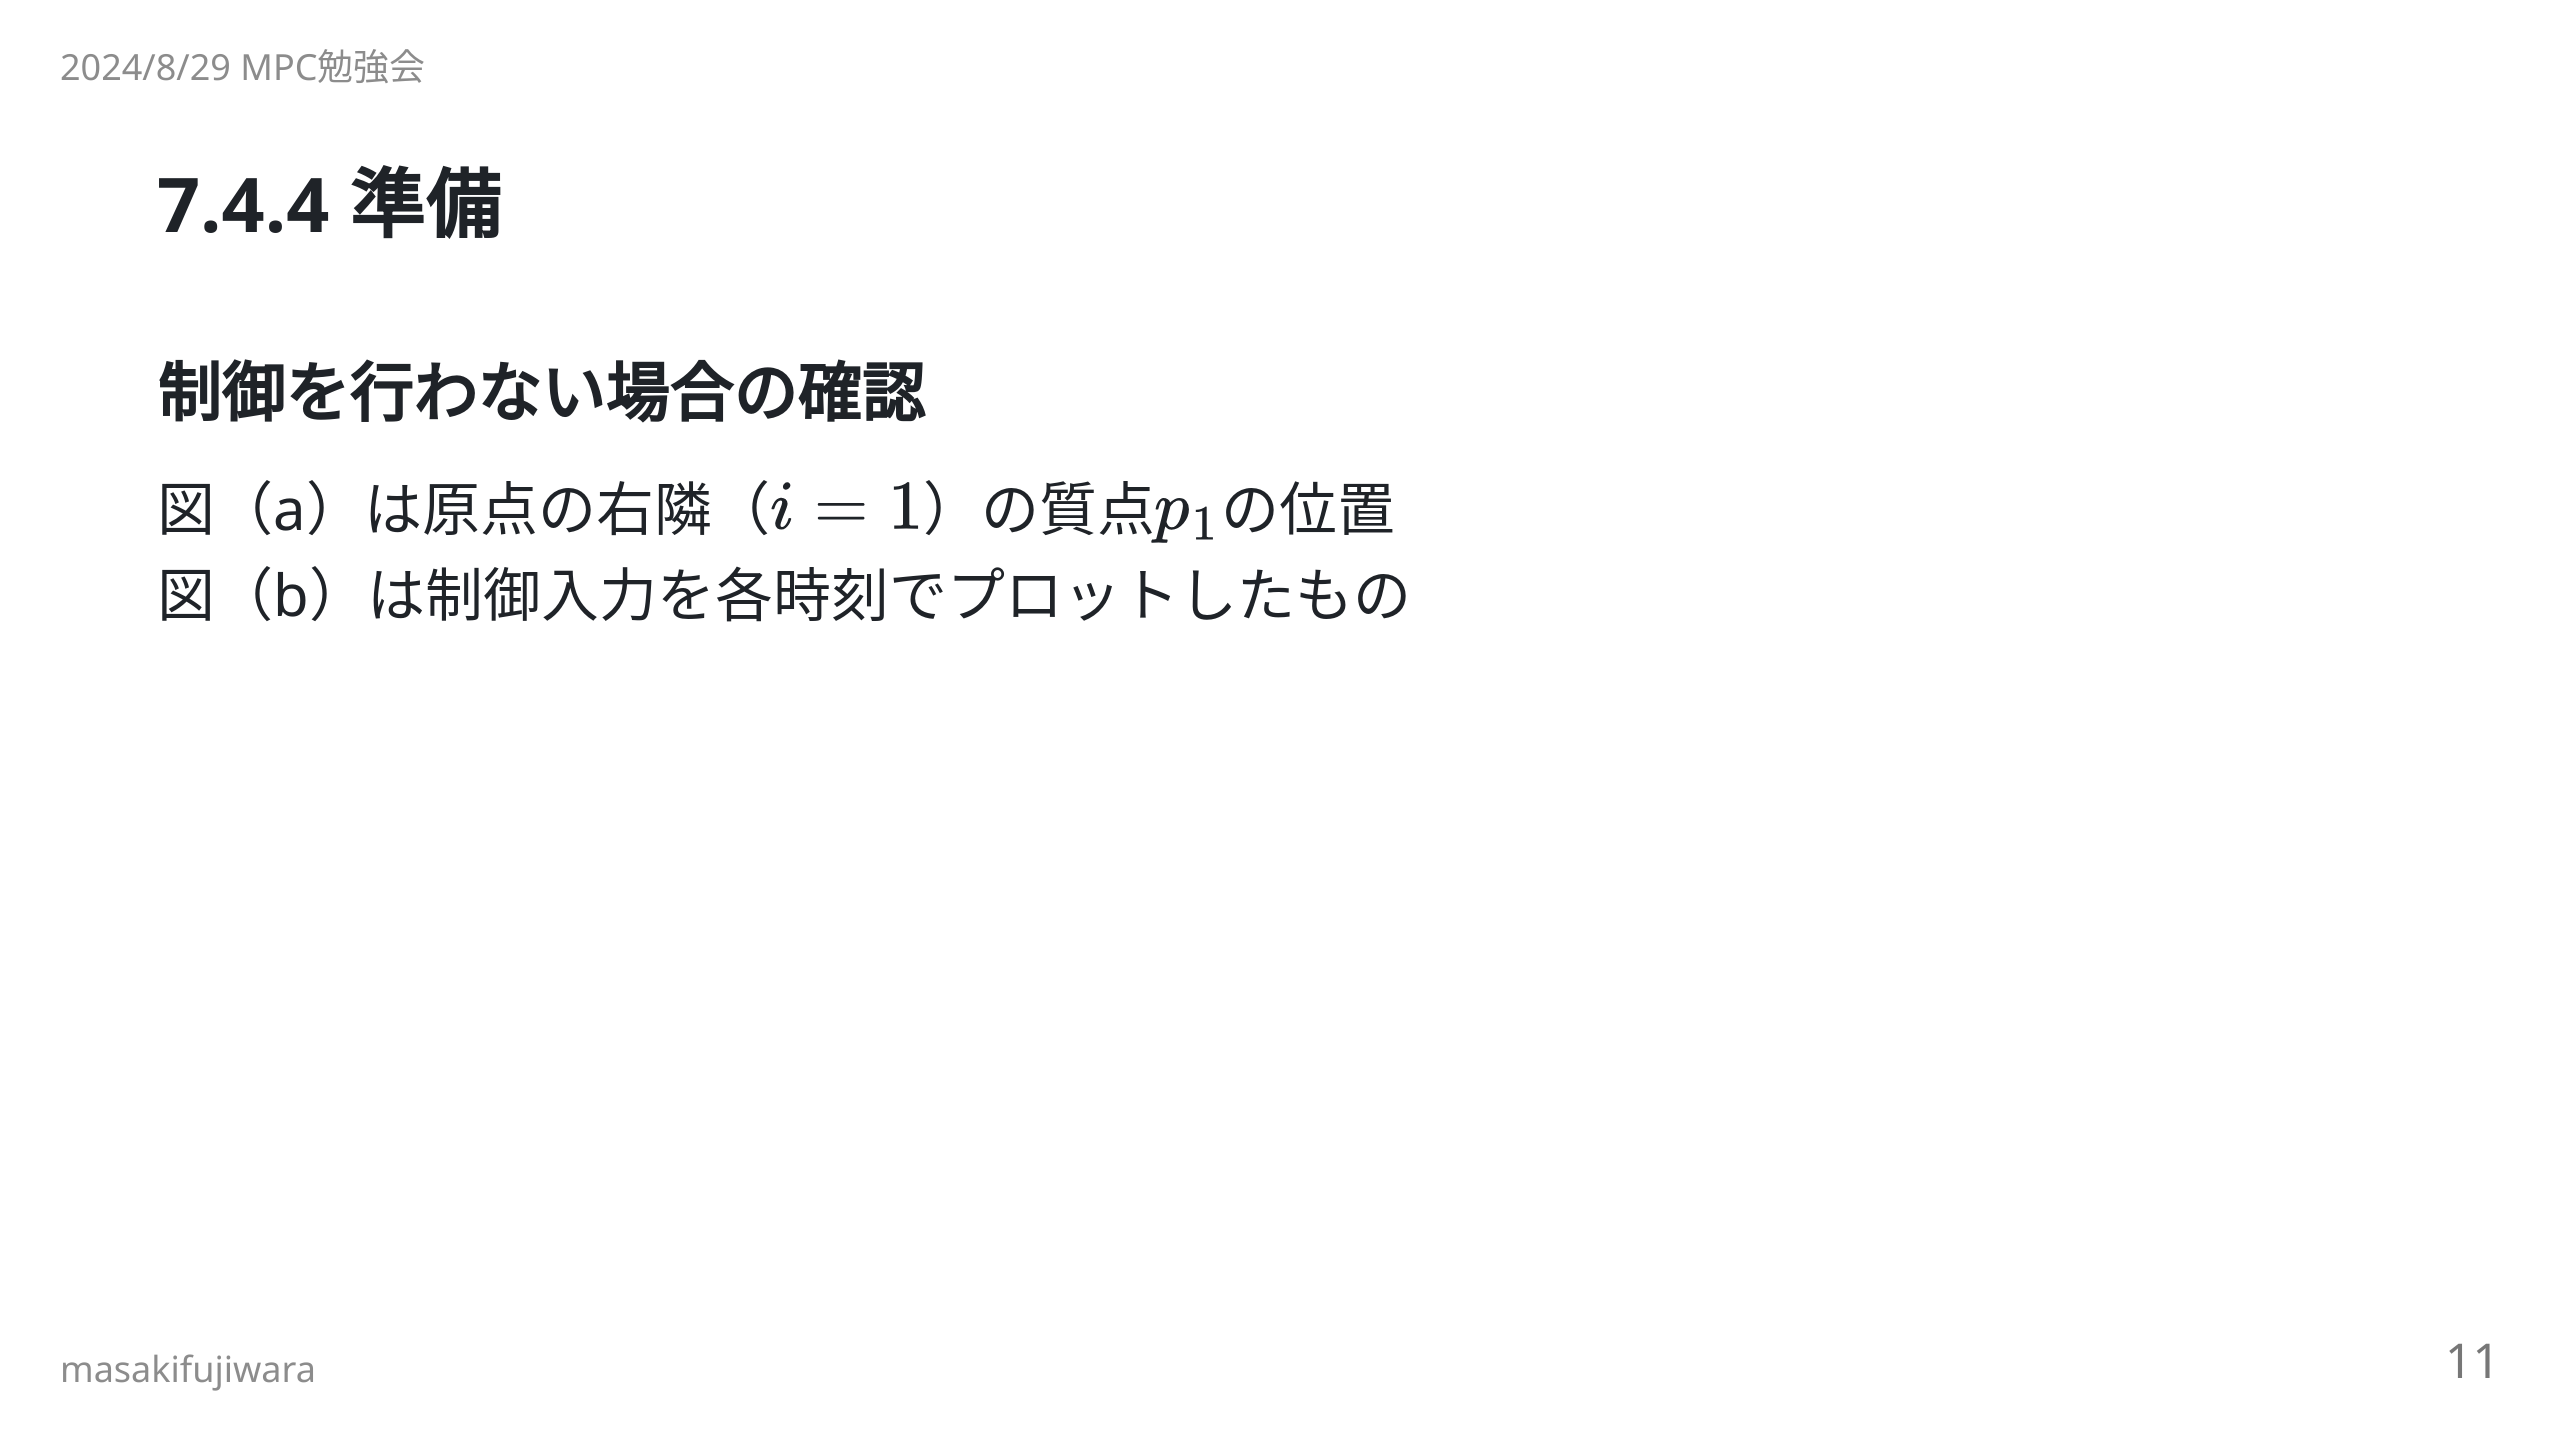 2024/8/29 MPC勉強会
7.4.4 準備
制御を行わない場合の確認
図（a）は原点の右隣（i = 1）の質点p₁の位置
図（b）は制御入力を各時刻でプロットしたもの
masakifujiwara
11